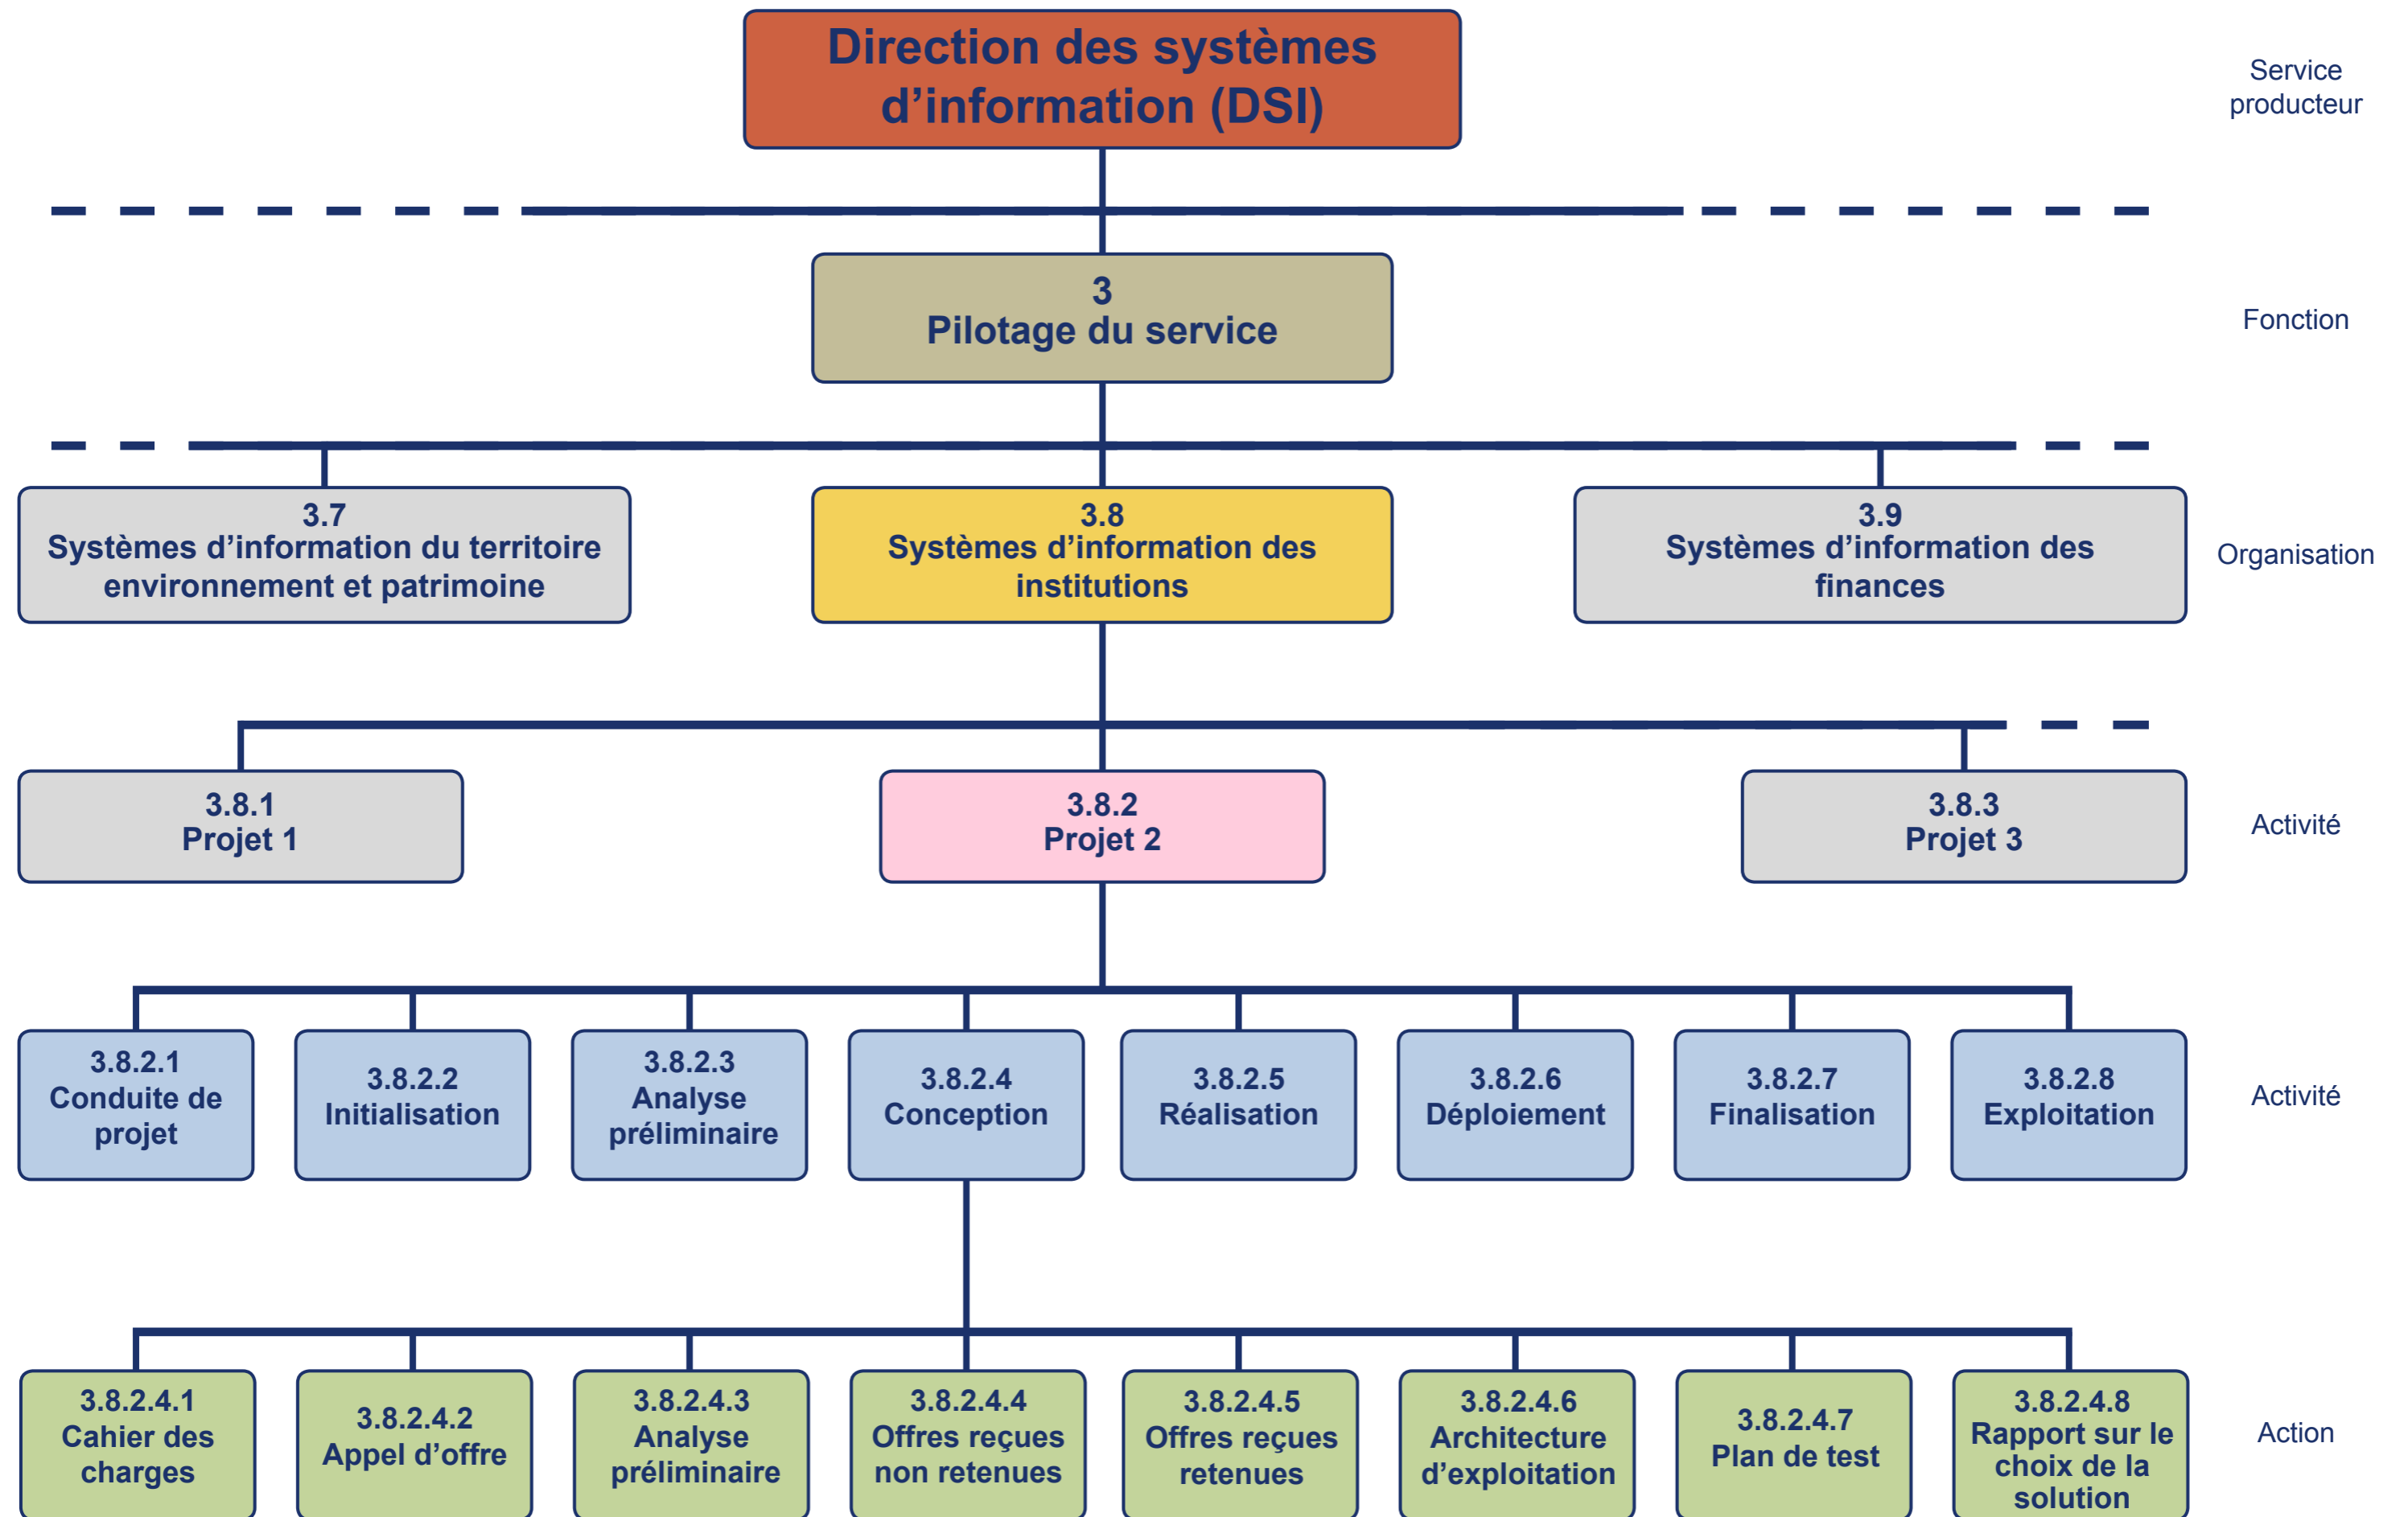 Direction des systèmes
d’information (DSI)
Service
producteur
3
Pilotage du service
Fonction
3.7
Systèmes d’information du territoire
environnement et patrimoine
3.8
Systèmes d’information des
institutions
3.9
Systèmes d’information des
finances
Organisation
3.8.1
Projet 1
3.8.2
Projet 2
3.8.3
Projet 3
Activité
3.8.2.1
Conduite de
projet
3.8.2.2
Initialisation
3.8.2.3
Analyse
préliminaire
3.8.2.4
Conception
3.8.2.5
Réalisation
3.8.2.6
Déploiement
3.8.2.7
Finalisation
3.8.2.8
Exploitation
Activité
3.8.2.4.1
Cahier des
charges
3.8.2.4.2
Appel d’offre
3.8.2.4.3
Analyse
préliminaire
3.8.2.4.4
Offres reçues
non retenues
3.8.2.4.5
Offres reçues
retenues
3.8.2.4.6
Architecture
d’exploitation
3.8.2.4.7
Plan de test
3.8.2.4.8
Rapport sur le
choix de la
solution
Action